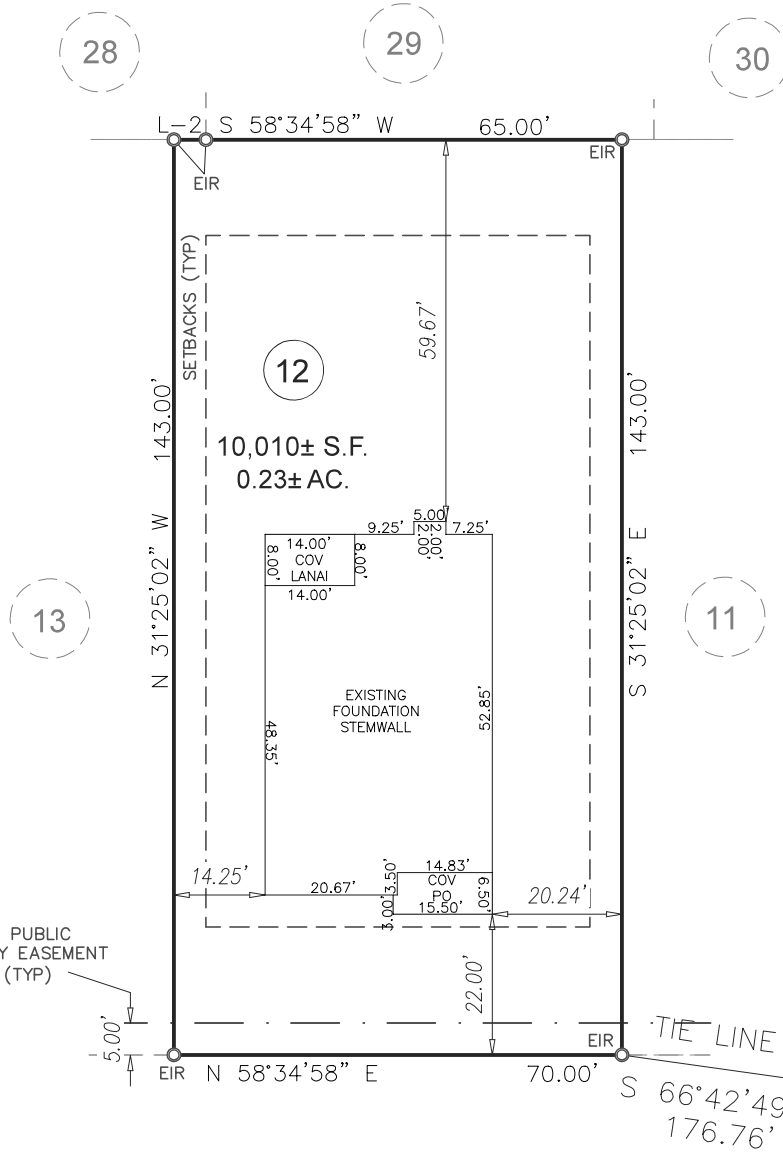 28
29
30
L-2 S 58°34'58" W 65.00'
EIR
EIR
SETBACKS (TYP)
59.67'
12
10,010± S.F.
0.23± AC.
N 31°25'02" W 143.00'
S 31°25'02" E 143.00'
5.00'
9.25'
2.00'
2.00'
7.25'
14.00'
8.00'
COV
LANAI
8.00'
14.00'
13
11
EXISTING
FOUNDATION
STEMWALL
52.85'
48.35'
14.25'
20.67'
3.50'
14.83'
COV
PO
6.50'
3.00'
15.50'
20.24'
22.00'
PUBLIC
Y EASEMENT
(TYP)
5.00'
TIE LINE
EIR
EIR
N 58°34'58" E 70.00'
S 66°42'49
176.76'